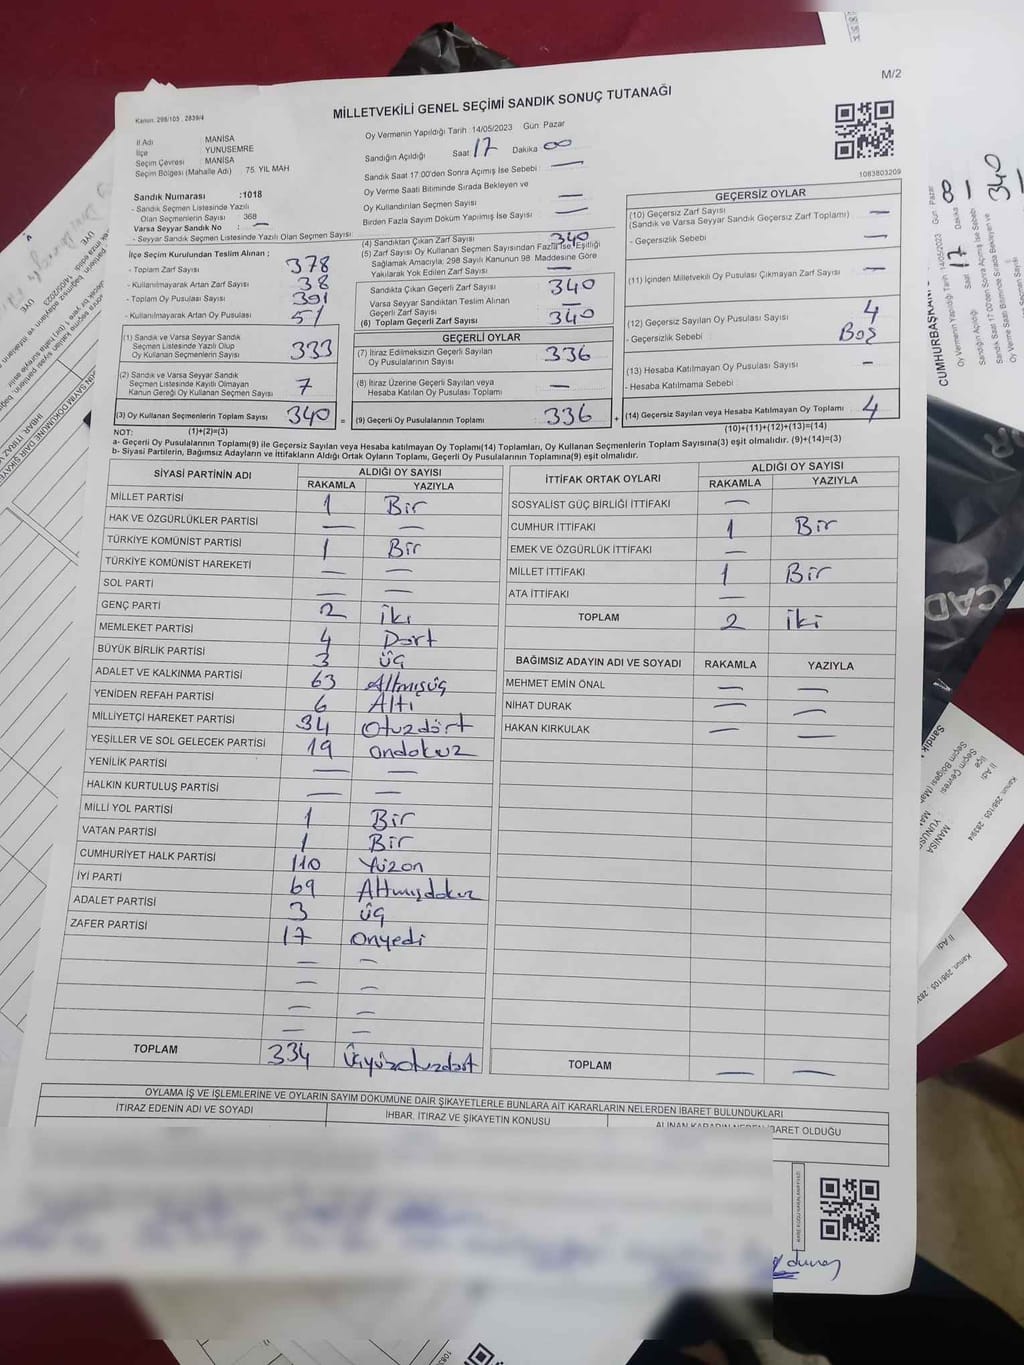 M/2
MİLLETVEKİLİ GENEL SEÇİMİ SANDIK SONUÇ TUTANAĞI
Kanun: 298/105 , 2839/4
İl Adı : MANİSA
İlçe : YUNUSEMRE
Seçim Çevresi : MANİSA
Seçim Bölgesi (Mahalle Adı) 75. YIL MAH
Sandık Numarası :1018
- Sandık Seçmen Listesinde Yazılı
Olan Seçmenlerin Sayısı 368
Varsa Seyyar Sandık No : —
- Seyyar Sandık Seçmen Listesinde Yazılı Olan Seçmen Sayısı:
İlçe Seçim Kurulundan Teslim Alınan ;
- Toplam Zarf Sayısı 378
- Kullanılmayarak Artan Zarf Sayısı 38
- Toplam Oy Pusulası Sayısı 391
- Kullanılmayarak Artan Oy Pusulası 51
(1) Sandık ve Varsa Seyyar Sandık
Seçmen Listesinde Yazılı Olup
Oy Kullanan Seçmenlerin Sayısı 333
(2) Sandık ve Varsa Seyyar Sandık
Seçmen Listesinde Kayıtlı Olmayan
Kanun Gereği Oy Kullanan Seçmen Sayısı 7
(3) Oy Kullanan Seçmenlerin Toplam Sayısı 340 =
Oy Vermenin Yapıldığı Tarih :14/05/2023 Gün: Pazar
Sandığın Açıldığı Saat 17 Dakika 00
Sandık Saat 17:00'den Sonra Açılmış İse Sebebi : —
Oy Verme Saati Bitiminde Sırada Bekleyen ve
Oy Kullandırılan Seçmen Sayısı —
Birden Fazla Sayım Döküm Yapılmış İse Sayısı —
(4) Sandıktan Çıkan Zarf Sayısı 340
(5) Zarf Sayısı Oy Kullanan Seçmen Sayısından Fazla İse, Eşitliği
Sağlamak Amacıyla; 298 Sayılı Kanunun 98. Maddesine Göre
Yakılarak Yok Edilen Zarf Sayısı —
Sandıkta Çıkan Geçerli Zarf Sayısı 340
Varsa Seyyar Sandıktan Teslim Alınan
Geçerli Zarf Sayısı —
(6) Toplam Geçerli Zarf Sayısı 340
GEÇERLİ OYLAR
(7) İtiraz Edilmeksizin Geçerli Sayılan
Oy Pusulalarının Sayısı 336
(8) İtiraz Üzerine Geçerli Sayılan veya
Hesaba Katılan Oy Pusulası Toplamı —
(9) Geçerli Oy Pusulalarının Toplamı 336 +
1083803209
GEÇERSİZ OYLAR
(10) Geçersiz Zarf Sayısı
(Sandık ve Varsa Seyyar Sandık Geçersiz Zarf Toplamı) —
- Geçersizlik Sebebi —
(11) İçinden Milletvekili Oy Pusulası Çıkmayan Zarf Sayısı —
(12) Geçersiz Sayılan Oy Pusulası Sayısı 4
- Geçersizlik Sebebi Boş
(13) Hesaba Katılmayan Oy Pusulası Sayısı —
- Hesaba Katılmama Sebebi
(14) Geçersiz Sayılan veya Hesaba Katılmayan Oy Toplamı 4
NOT: (1)+(2)=(3) (10)+(11)+(12)+(13)=(14)
a- Geçerli Oy Pusulalarının Toplamı(9) ile Geçersiz Sayılan veya Hesaba katılmayan Oy Toplamı(14) Toplamları, Oy Kullanan Seçmenlerin Toplam Sayısına(3) eşit olmalıdır. (9)+(14)=(3)
b- Siyasi Partilerin, Bağımsız Adayların ve İttifakların Aldığı Ortak Oyların Toplamı, Geçerli Oy Pusulalarının Toplamına(9) eşit olmalıdır.
SİYASİ PARTİNİN ADI ALDIĞI OY SAYISI
RAKAMLA YAZIYLA
MİLLET PARTİSİ 1 Bir
HAK VE ÖZGÜRLÜKLER PARTİSİ — —
TÜRKİYE KOMÜNİST PARTİSİ 1 Bir
TÜRKİYE KOMÜNİST HAREKETİ — —
SOL PARTİ — —
GENÇ PARTİ 2 İki
MEMLEKET PARTİSİ 4 Dört
BÜYÜK BİRLİK PARTİSİ 3 üç
ADALET VE KALKINMA PARTİSİ 63 Altmışüç
YENİDEN REFAH PARTİSİ 6 Altı
MİLLİYETÇİ HAREKET PARTİSİ 34 Otuzdört
YEŞİLLER VE SOL GELECEK PARTİSİ 19 ondokuz
YENİLİK PARTİSİ — —
HALKIN KURTULUŞ PARTİSİ — —
MİLLİ YOL PARTİSİ 1 Bir
VATAN PARTİSİ 1 Bir
CUMHURİYET HALK PARTİSİ 110 Yüzon
İYİ PARTİ 69 Altmışdokuz
ADALET PARTİSİ 3 üç
ZAFER PARTİSİ 17 onyedi
— —
— —
— —
— —
TOPLAM 334 üçyüzotuzdört
İTTİFAK ORTAK OYLARI ALDIĞI OY SAYISI
RAKAMLA YAZIYLA
SOSYALİST GÜÇ BİRLİĞİ İTTİFAKI —
CUMHUR İTTİFAKI 1 Bir
EMEK VE ÖZGÜRLÜK İTTİFAKI —
MİLLET İTTİFAKI 1 Bir
ATA İTTİFAKI —
TOPLAM 2 iki
BAĞIMSIZ ADAYIN ADI VE SOYADI RAKAMLA YAZIYLA
MEHMET EMİN ÖNAL — —
NİHAT DURAK — —
HAKAN KIRKULAK — —
TOPLAM — —
OYLAMA İŞ VE İŞLEMLERİNE VE OYLARIN SAYIM DÖKÜMÜNE DAİR ŞİKAYETLERLE BUNLARA AİT KARARLARIN NELERDEN İBARET BULUNDUKLARI
İTİRAZ EDENİN ADI VE SOYADI İHBAR, İTİRAZ VE ŞİKAYETİN KONUSU